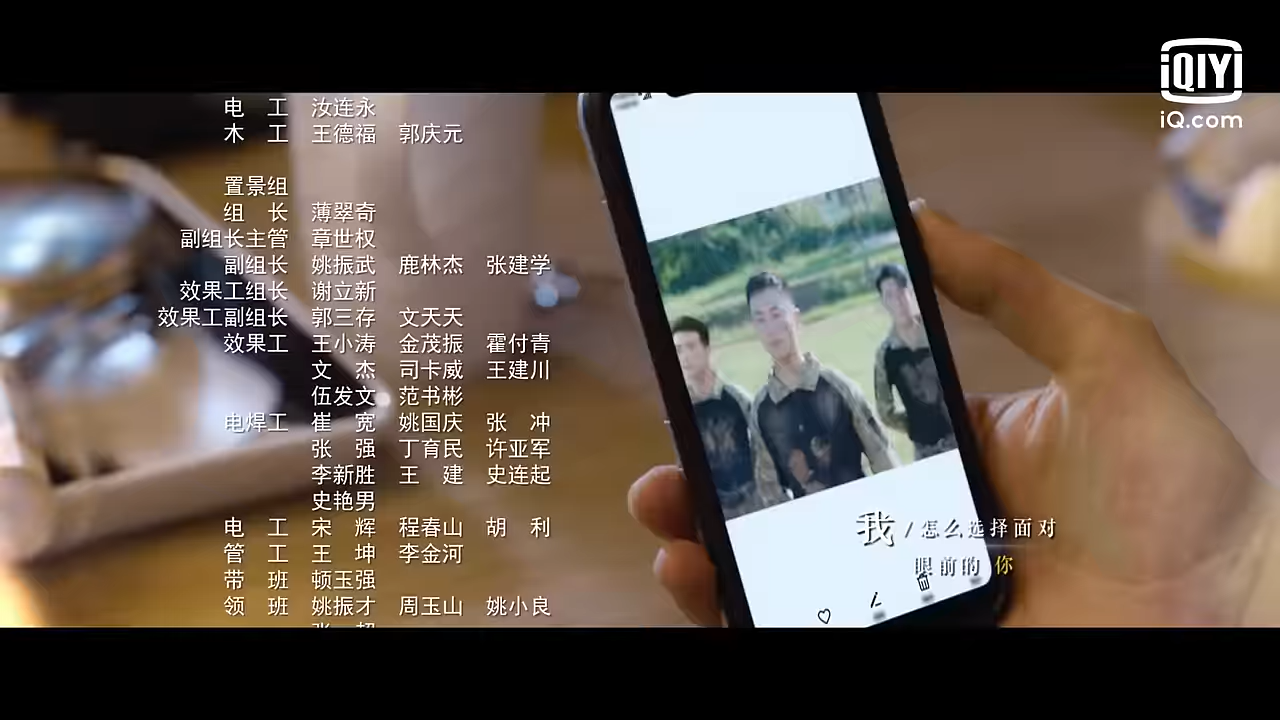 iQIYI
iQ.com
电 工 汝连永
木 工 王德福 郭庆元
置景组
组 长 薄翠奇
副组长主管 章世权
副组长 姚振武 鹿林杰 张建学
效果工组长 谢立新
效果工副组长 郭三存 文天天
效果工 王小涛 金茂振 霍付青
文 杰 司卡威 王建川
伍发文 范书彬
电焊工 崔 宽 姚国庆 张 冲
张 强 丁育民 许亚军
李新胜 王 建 史连起
史艳男
电 工 宋 辉 程春山 胡 利
管 工 王 坤 李金河
带 班 顿玉强
领 班 姚振才 周玉山 姚小良
我/怎么选择面对
眼前的 你